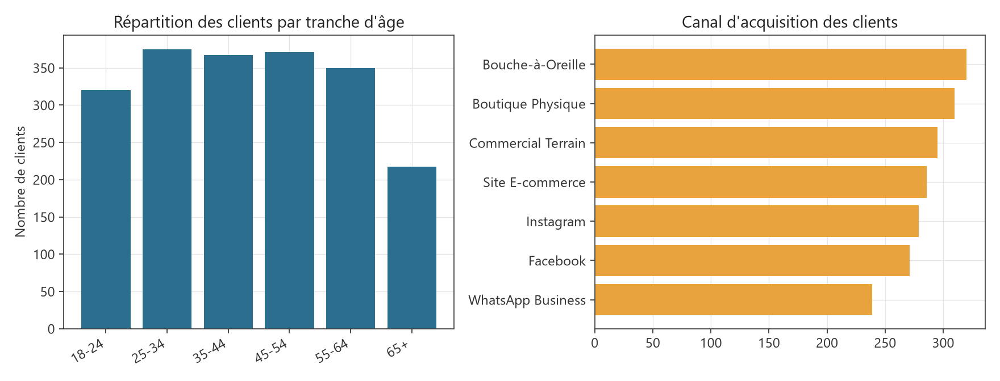 Répartition des clients par tranche d'âge
Nombre de clients
350
300
250
200
150
100
50
0
18-24
25-34
35-44
45-54
55-64
65+
Canal d'acquisition des clients
Bouche-à-Oreille
Boutique Physique
Commercial Terrain
Site E-commerce
Instagram
Facebook
WhatsApp Business
0
50
100
150
200
250
300